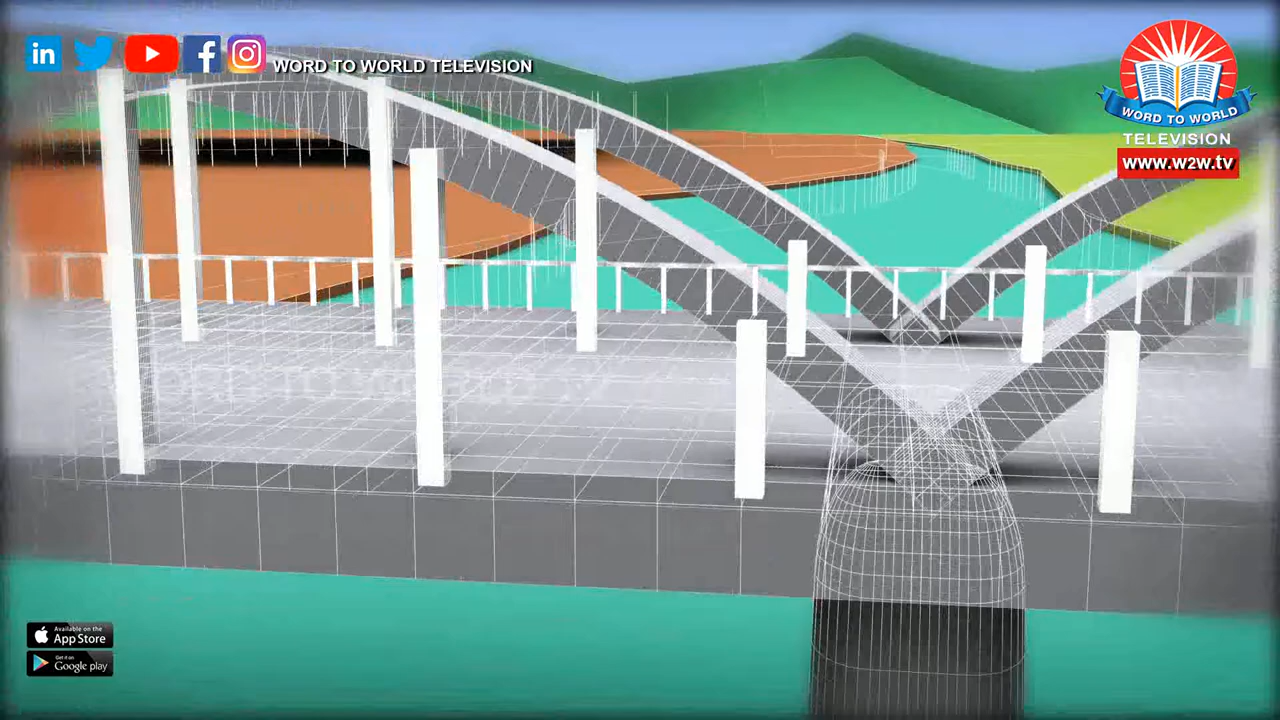 in
f
WORD TO WORLD TELEVISION
WORD TO WORLD
TELEVISION
www.w2w.tv
Available on the
App Store
Get it on
Google play